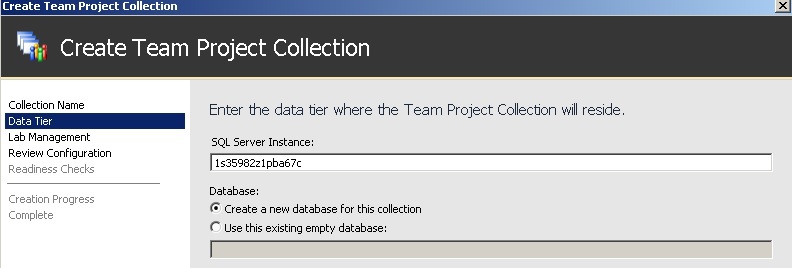 Create Team Project Collection
Create Team Project Collection
Collection Name
Data Tier
Lab Management
Review Configuration
Readiness Checks
Creation Progress
Complete
Enter the data tier where the Team Project Collection will reside.
SQL Server Instance:
1s35982z1pba67c
Database:
Create a new database for this collection
Use this existing empty database: